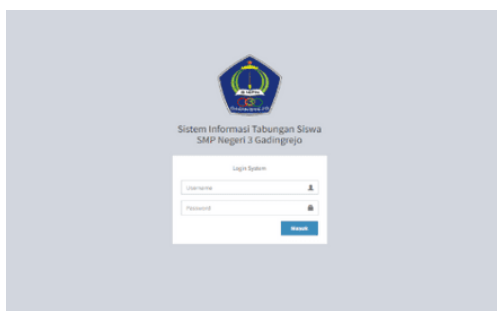 Sistem Informasi Tabungan Siswa
SMP Negeri 3 Gadingrejo
Login System
Username
Password
Masuk